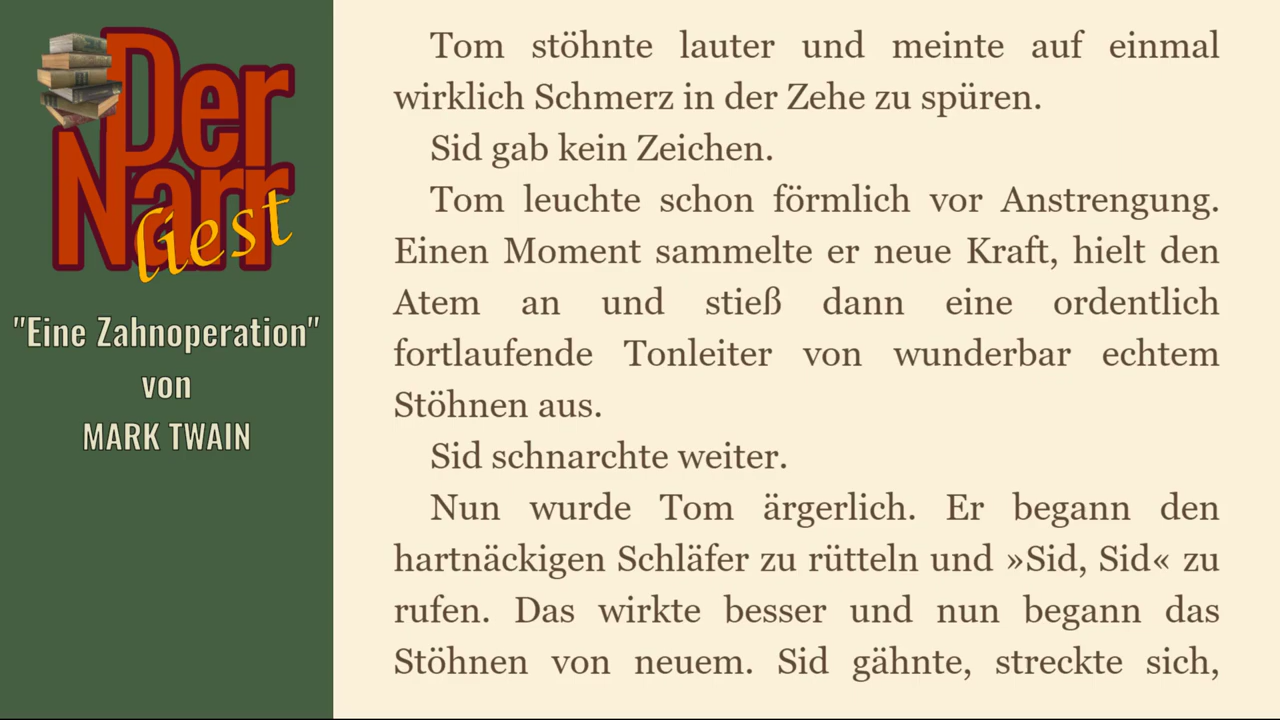 Der
Narr
liest
"Eine Zahnoperation"
von
MARK TWAIN
Tom stöhnte lauter und meinte auf einmal
wirklich Schmerz in der Zehe zu spüren.
Sid gab kein Zeichen.
Tom leuchte schon förmlich vor Anstrengung.
Einen Moment sammelte er neue Kraft, hielt den
Atem an und stieß dann eine ordentlich
fortlaufende Tonleiter von wunderbar echtem
Stöhnen aus.
Sid schnarchte weiter.
Nun wurde Tom ärgerlich. Er begann den
hartnäckigen Schläfer zu rütteln und »Sid, Sid« zu
rufen. Das wirkte besser und nun begann das
Stöhnen von neuem. Sid gähnte, streckte sich,